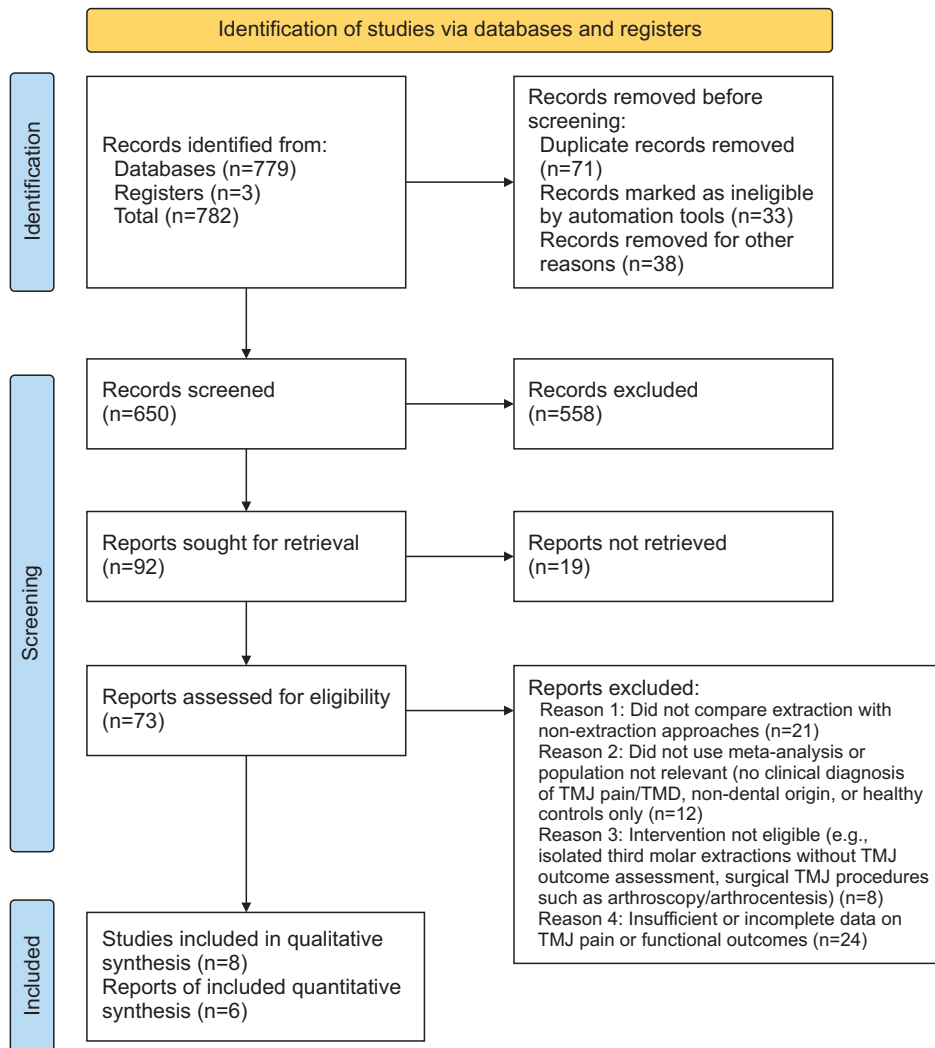 Identification of studies via databases and registers
Identification
Records identified from:
Databases (n=779)
Registers (n=3)
Total (n=782)
Records removed before
screening:
Duplicate records removed
(n=71)
Records marked as ineligible
by automation tools (n=33)
Records removed for other
reasons (n=38)
Screening
Records screened
(n=650)
Records excluded
(n=558)
Reports sought for retrieval
(n=92)
Reports not retrieved
(n=19)
Reports assessed for eligibility
(n=73)
Reports excluded:
Reason 1: Did not compare extraction with
non-extraction approaches (n=21)
Reason 2: Did not use meta-analysis or
population not relevant (no clinical diagnosis
of TMJ pain/TMD, non-dental origin, or healthy
controls only (n=12)
Reason 3: Intervention not eligible (e.g.,
isolated third molar extractions without TMJ
outcome assessment, surgical TMJ procedures
such as arthroscopy/arthrocentesis) (n=8)
Reason 4: Insufficient or incomplete data on
TMJ pain or functional outcomes (n=24)
Included
Studies included in qualitative
synthesis (n=8)
Reports of included quantitative
synthesis (n=6)